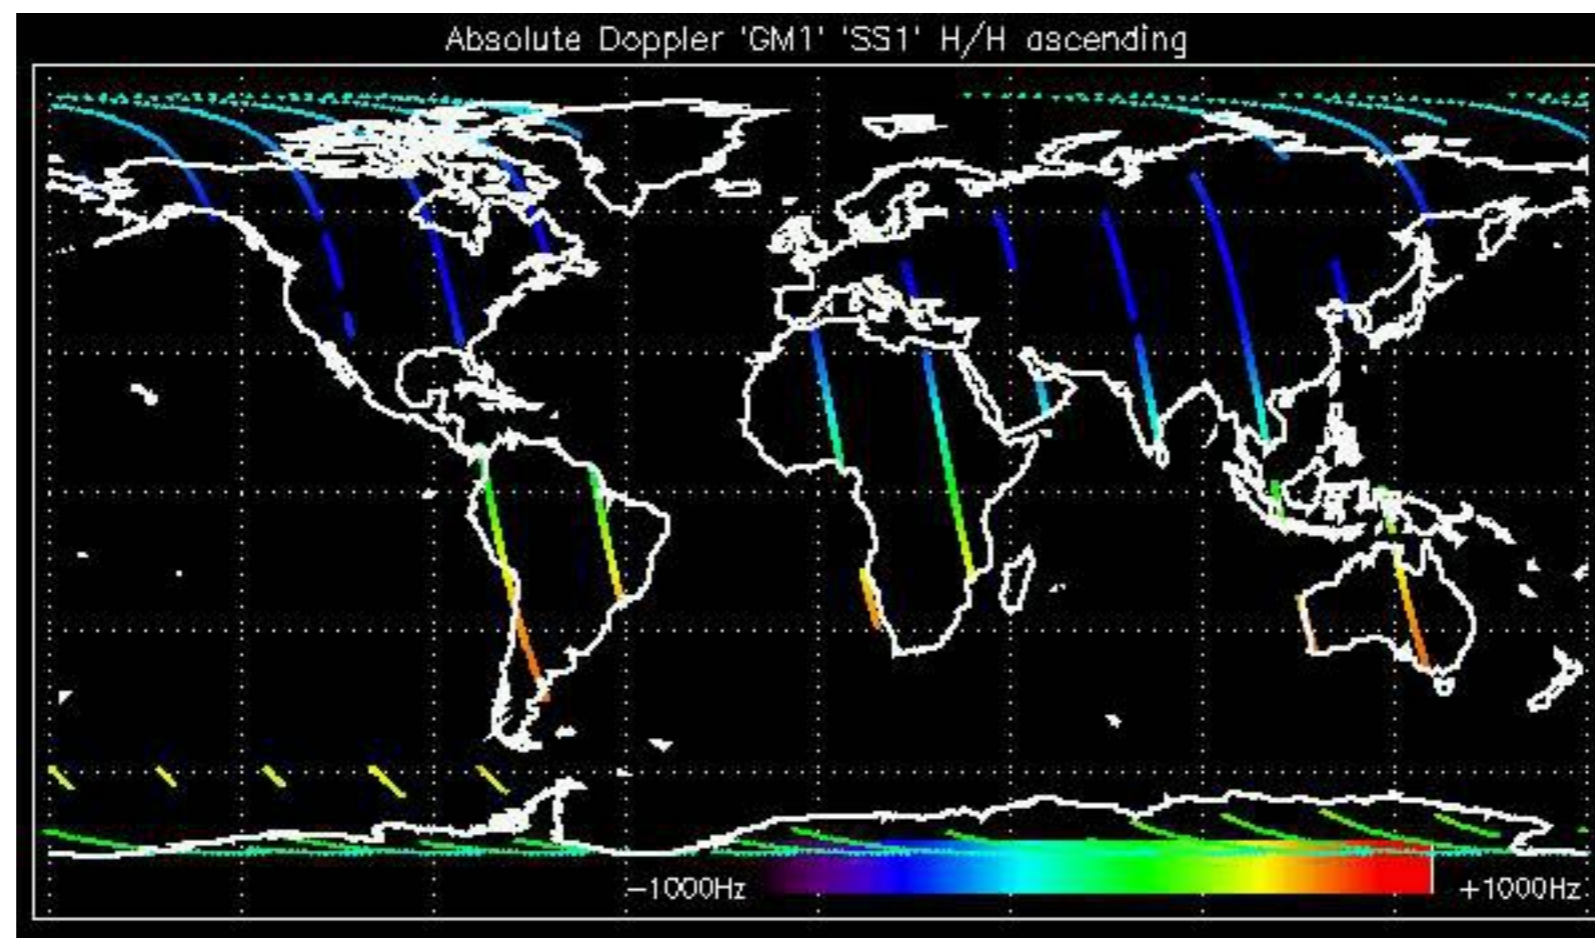 Absolute Doppler 'GM1' 'SS1' H/H ascending
−1000Hz
+1000Hz